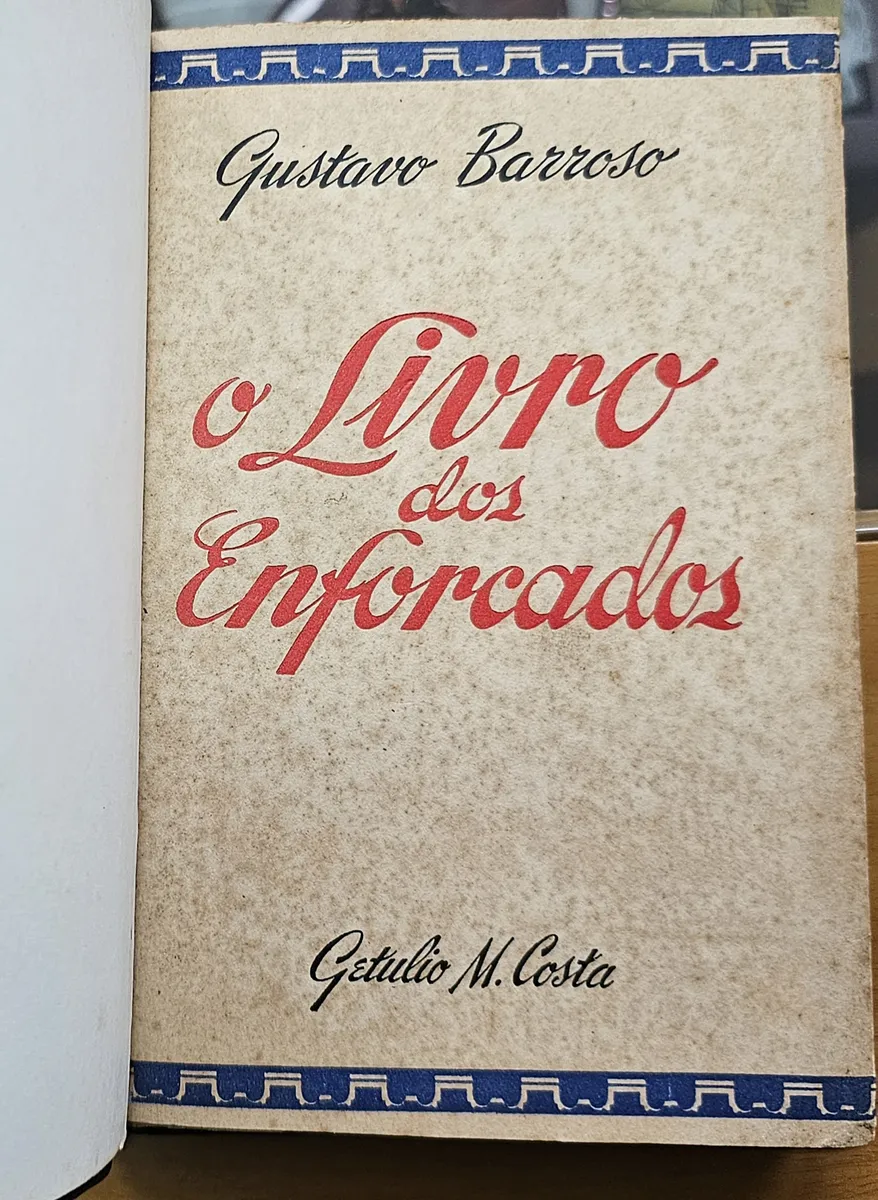 Gustavo Barroso
O Livro
dos
Enforcados
Getulio M. Costa